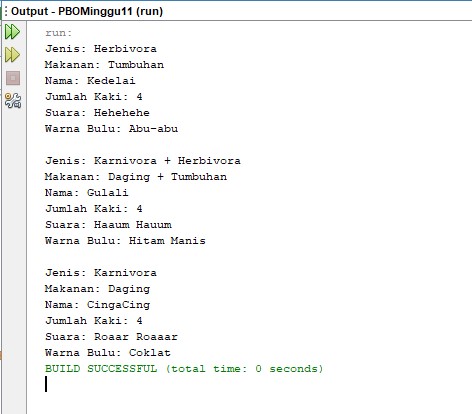 Output - PBOMinggu11 (run)
run:
Jenis: Herbivora
Makanan: Tumbuhan
Nama: Kedelai
Jumlah Kaki: 4
Suara: Hehehehe
Warna Bulu: Abu-abu
Jenis: Karnivora + Herbivora
Makanan: Daging + Tumbuhan
Nama: Gulali
Jumlah Kaki: 4
Suara: Haaum Hauum
Warna Bulu: Hitam Manis
Jenis: Karnivora
Makanan: Daging
Nama: CingaCing
Jumlah Kaki: 4
Suara: Roaar Roaaar
Warna Bulu: Coklat
BUILD SUCCESSFUL (total time: 0 seconds)